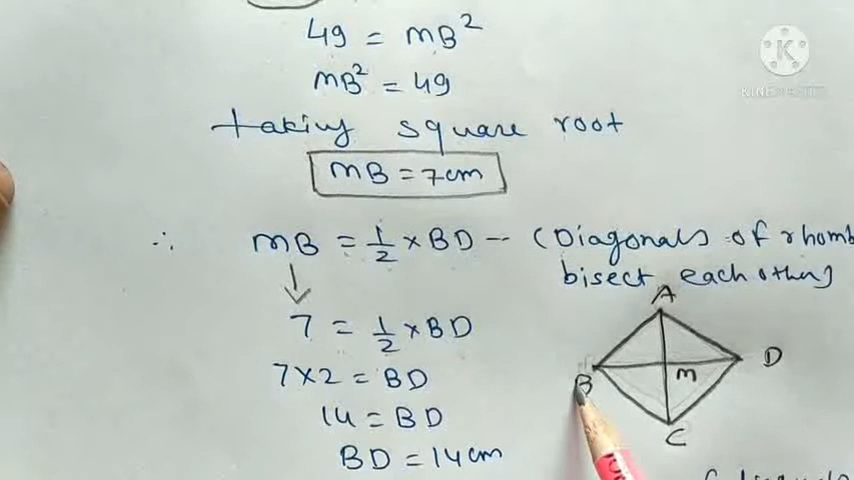 49 = MB²
MB² = 49
taking square root
MB = 7cm
∴ MB = 1/2 × BD - (Diagonals of rhomb
bisect each other)
7 = 1/2 × BD
7×2 = BD
14 = BD
BD = 14cm
A
B
M
D
C
K